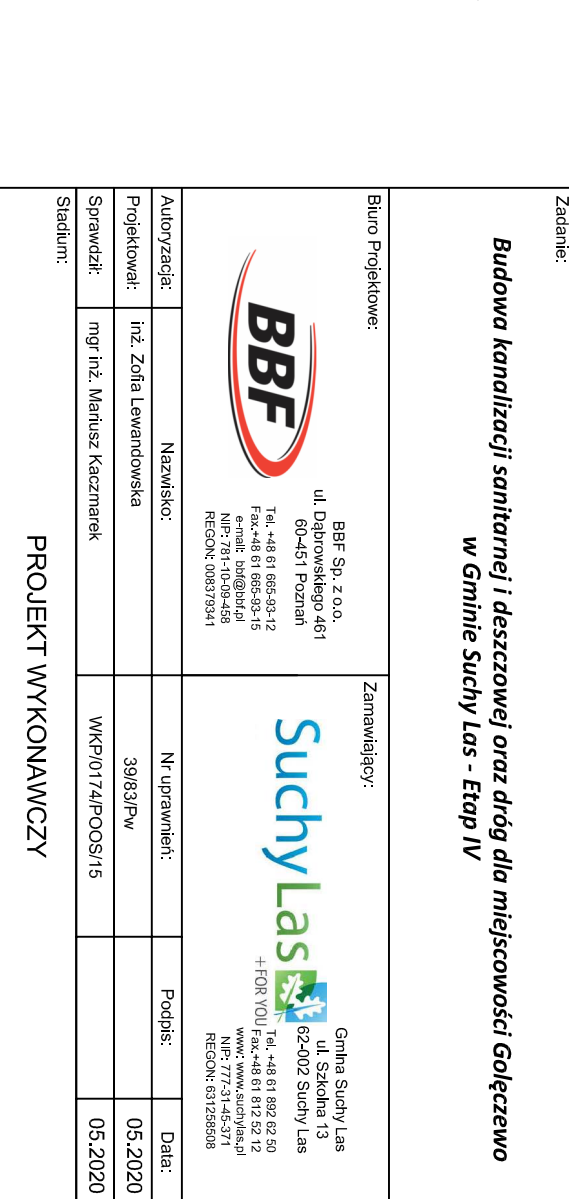 Zadanie:
Budowa kanalizacji sanitarnej i deszczowej oraz dróg dla miejscowości Golęczewo
w Gminie Suchy Las - Etap IV
Biuro Projektowe:
BBF
BBF Sp. z o.o.
ul. Dąbrowskiego 461
60-451 Poznań
Tel. +48 61 665-93-12
Fax.+48 61 665-93-15
e-mail: bbf@bbf.pl
NIP: 781-10-09-458
REGON: 008379341
Zamawiający:
Suchy Las
+FOR YOU
Gmina Suchy Las
ul. Szkolna 13
62-002 Suchy Las
Tel. +48 61 892 62 50
Fax.+48 61 812 52 12
www: www.suchylas.pl
NIP: 777-31-45-371
REGON: 631258508
Autoryzacja: Nazwisko: Nr uprawnień: Podpis: Data:
Projektował: inż. Zofia Lewandowska 39/83/Pw 05.2020
Sprawdził: mgr inż. Mariusz Kaczmarek WKP/0174/POOS/15 05.2020
Stadium:
PROJEKT WYKONAWCZY